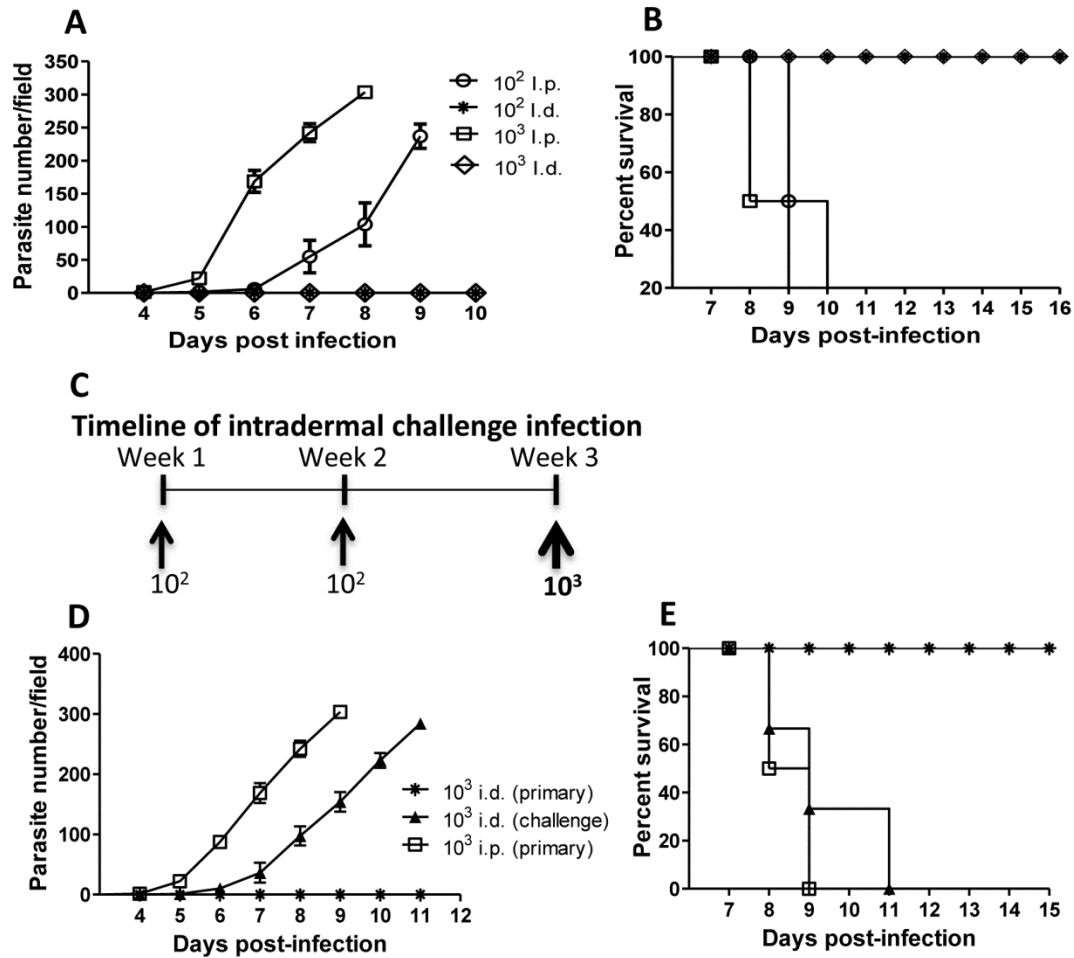 A
Parasite number/field
350
300
250
200
150
100
50
0
4 5 6 7 8 9 10
Days post infection
10² I.p.
10² I.d.
10³ I.p.
10³ I.d.
B
Percent survival
100
80
60
40
20
7 8 9 10 11 12 13 14 15 16
Days post-infection
C
Timeline of intradermal challenge infection
Week 1 Week 2 Week 3
10² 10² 10³
D
Parasite number/field
400
300
200
100
0
4 5 6 7 8 9 10 11 12
Days post-infection
10³ i.d. (primary)
10³ i.d. (challenge)
10³ i.p. (primary)
E
Percent survival
100
80
60
40
20
0
7 8 9 10 11 12 13 14 15
Days post-infection